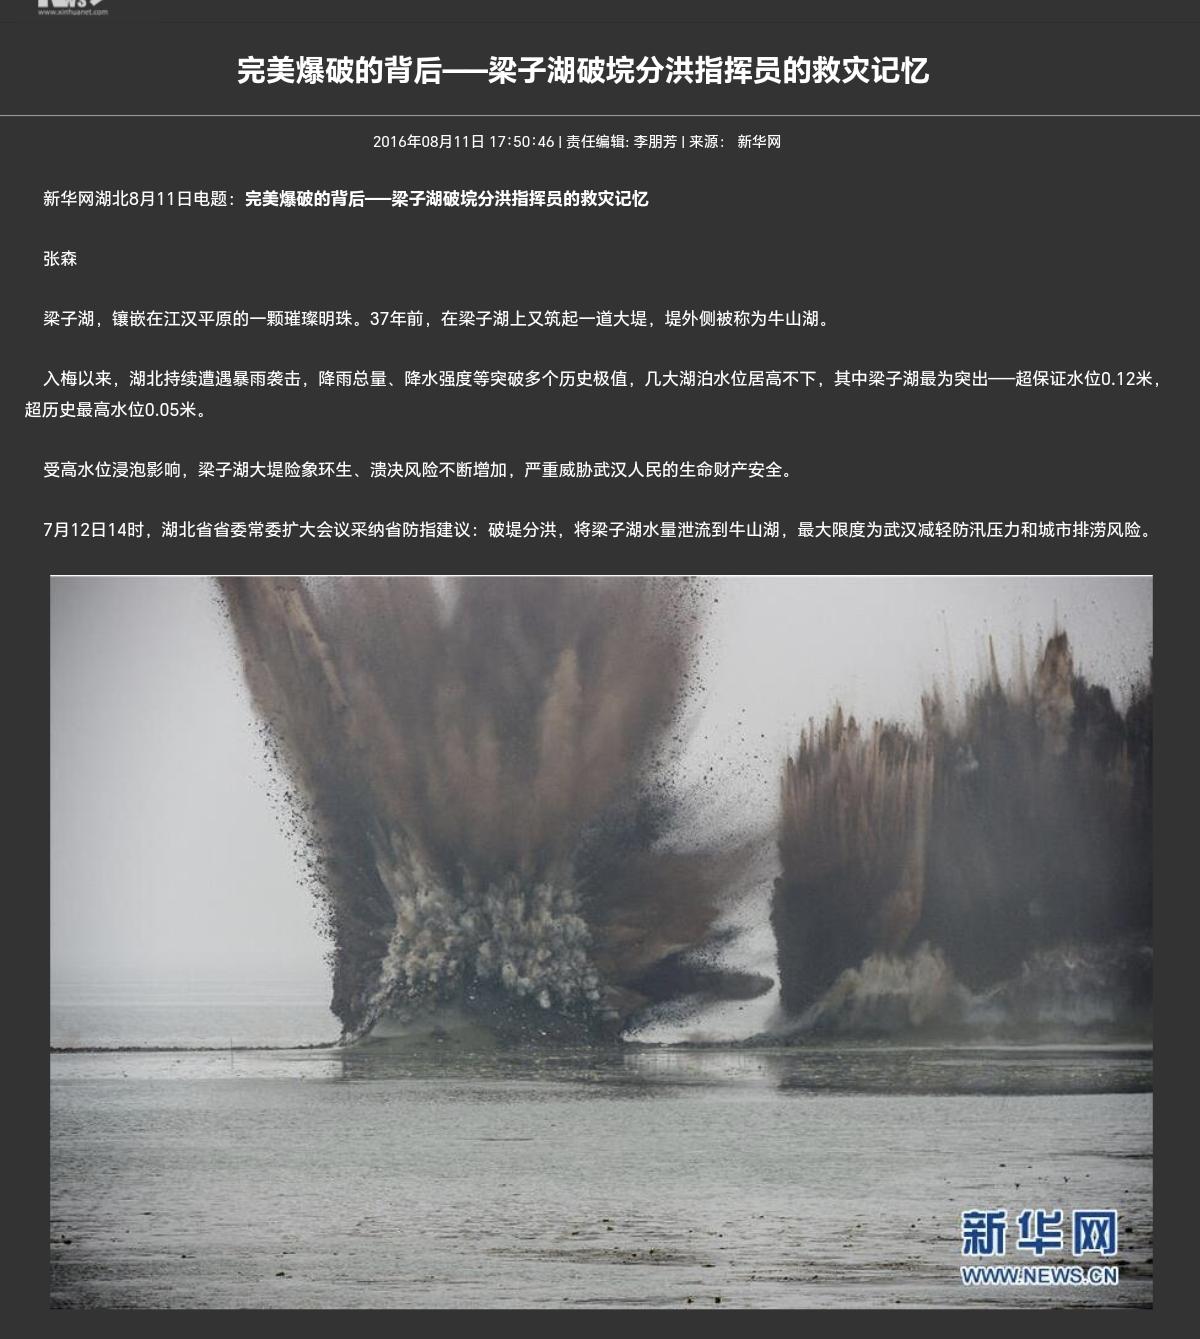 www.xinhuanet.com
完美爆破的背后——梁子湖破垸分洪指挥员的救灾记忆
2016年08月11日 17:50:46 | 责任编辑: 李朋芳 | 来源： 新华网
新华网湖北8月11日电题：完美爆破的背后——梁子湖破垸分洪指挥员的救灾记忆
张森
梁子湖，镶嵌在江汉平原的一颗璀璨明珠。37年前，在梁子湖上又筑起一道大堤，堤外侧被称为牛山湖。
入梅以来，湖北持续遭遇暴雨袭击，降雨总量、降水强度等突破多个历史极值，几大湖泊水位居高不下，其中梁子湖最为突出——超保证水位0.12米，
超历史最高水位0.05米。
受高水位浸泡影响，梁子湖大堤险象环生、溃决风险不断增加，严重威胁武汉人民的生命财产安全。
7月12日14时，湖北省省委常委扩大会议采纳省防指建议：破堤分洪，将梁子湖水量泄流到牛山湖，最大限度为武汉减轻防汛压力和城市排涝风险。
新华网
WWW.NEWS.CN